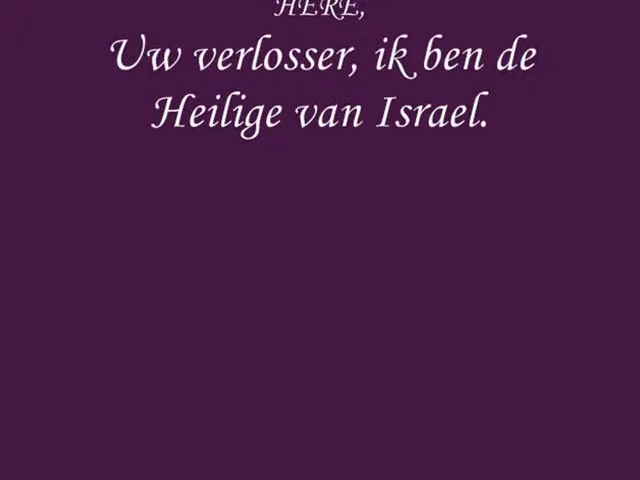 HERE,
Uw verlosser, ik ben de
Heilige van Israel.